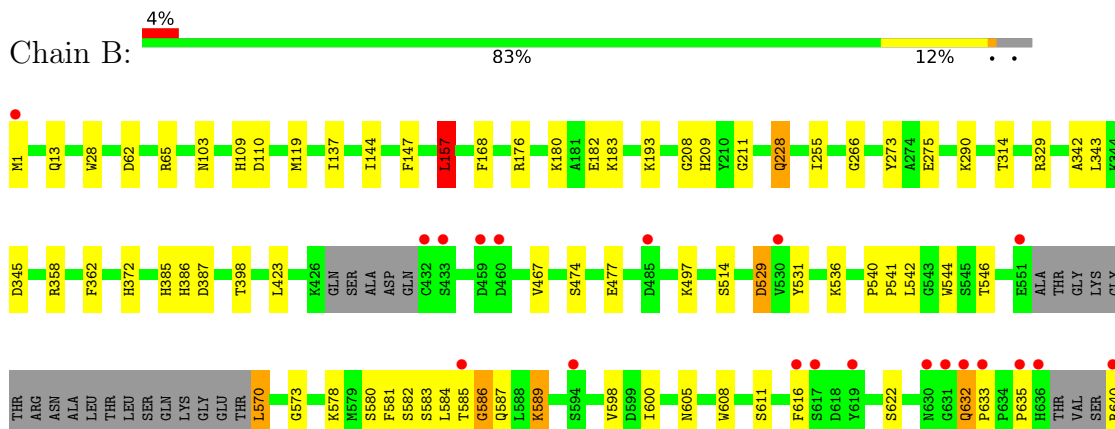 4%
Chain B:
83% 12% • •
M1 Q13 W28 D62 R65 N103 H109 D110 M119 I137 I144 F147 L157 F168 R176 K180 A181 E182 K183 K193 G208 H209 Y210 G211 Q228 I255 G266 Y273 A274 E275 K290 T314 R329 A342 L343 K344
D345 R358 F362 H372 H385 H386 D387 T398 L423 K426 GLN SER ALA ASP GLN C432 S433 D459 D460 V467 S474 E477 D485 K497 S514 D529 V530 Y531 K536 P540 P541 L542 G543 W544 S545 T546 E551 ALA THR GLY LYS GLY
THR ARG ASN ALA LEU THR LEU SER GLN LYS GLY GLU THR L570 G573 K578 M579 S580 F581 S582 S583 L584 T585 G586 Q587 L588 K589 S594 V598 D599 I600 N605 W608 S611 F616 S617 D618 Y619 S622 N630 G631 Q632 P633 P634 P635 H636 THR VAL SER